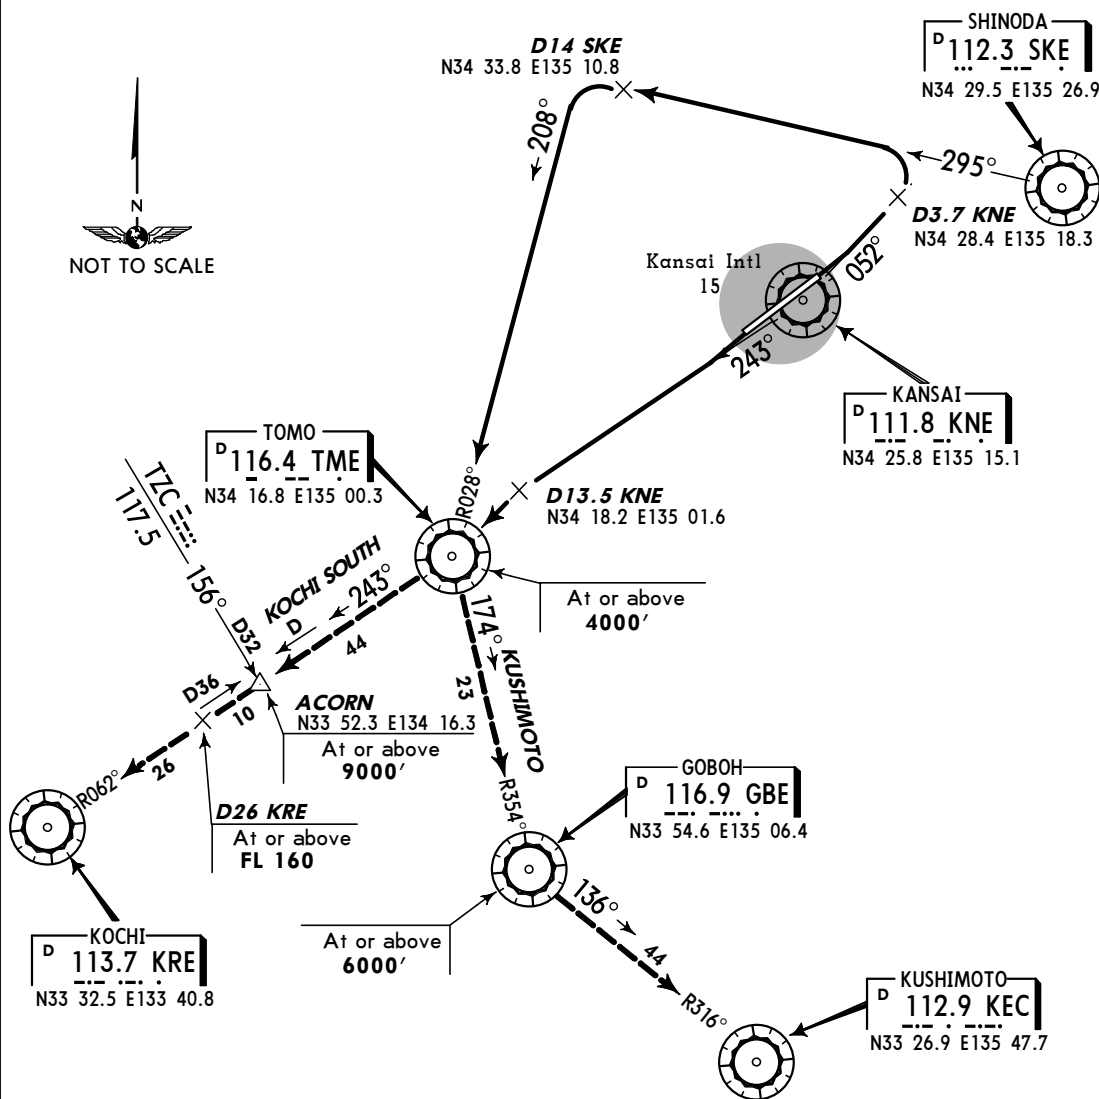 SHINODA
D 112.3 SKE
N34 29.5 E135 26.9
D14 SKE
N34 33.8 E135 10.8
208°
295°
D3.7 KNE
N34 28.4 E135 18.3
N
NOT TO SCALE
Kansai Intl
15
052°
243°
KANSAI
D 111.8 KNE
N34 25.8 E135 15.1
TOMO
D 116.4 TME
N34 16.8 E135 00.3
R028°
D13.5 KNE
N34 18.2 E135 01.6
TZC
117.5
156°
D32
KOCHI SOUTH
243°
D
44
At or above
4000'
174°
KUSHIMOTO
23
R354°
D36
10
ACORN
N33 52.3 E134 16.3
At or above
9000'
26
R062°
D26 KRE
At or above
FL 160
GOBOH
D 116.9 GBE
N33 54.6 E135 06.4
136°
44
R316°
At or above
6000'
KOCHI
D 113.7 KRE
N33 32.5 E133 40.8
KUSHIMOTO
D 112.9 KEC
N33 26.9 E135 47.7